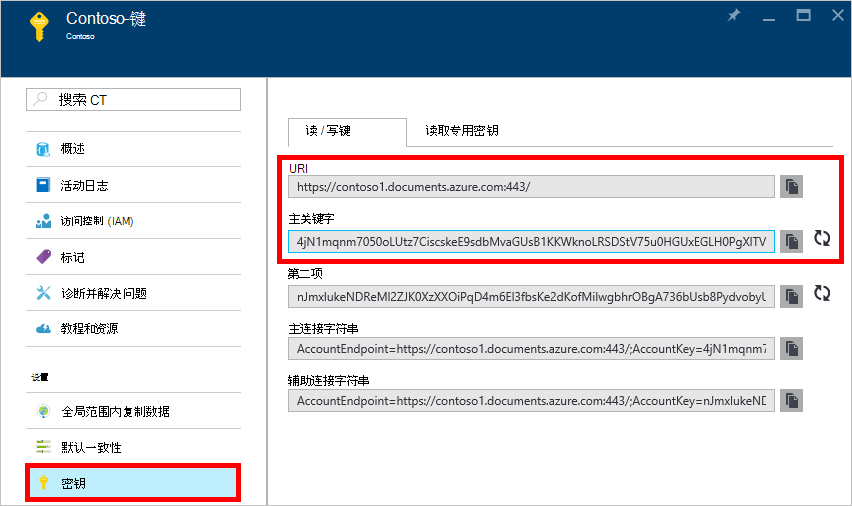 Contoso-键
Contoso
搜索 CT
概述
活动日志
访问控制 (IAM)
标记
诊断并解决问题
教程和资源
设置
全局范围内复制数据
默认一致性
密钥
读 / 写键
读取专用密钥
URI
https://contoso1.documents.azure.com:443/
主关键字
4jN1mqnm7050oLUtz7CiscskeE9sdbMvaGUsB1KKWknoLRSDStV75u0HGUxEGLH0PgXlTV
第二项
nJmxlukeNDReMl2ZJK0XzXXOiPqD4m6El3fbsKe2dKofMilwgbhrOBgA736bUsb8Pydvobyl
主连接字符串
AccountEndpoint=https://contoso1.documents.azure.com:443/;AccountKey=4jN1mqnm7
辅助连接字符串
AccountEndpoint=https://contoso1.documents.azure.com:443/;AccountKey=nJmxlukeND